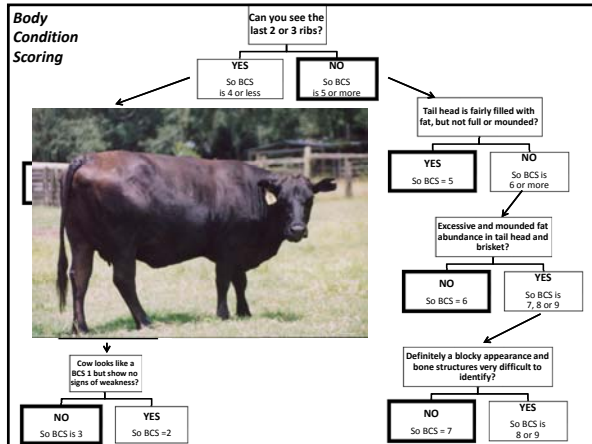 Body
Condition
Scoring
Can you see the
last 2 or 3 ribs?
YES
So BCS
is 4 or less
NO
So BCS
is 5 or more
Tail head is fairly filled with
fat, but not full or mounded?
YES
So BCS = 5
NO
So BCS is
6 or more
Excessive and mounded fat
abundance in tail head and
brisket?
NO
So BCS = 6
YES
So BCS is
7, 8 or 9
Cow looks like a
BCS 1 but show no
signs of weakness?
NO
So BCS is 3
YES
So BCS =2
Definitely a blocky appearance and
bone structures very difficult to
identify?
NO
So BCS = 7
YES
So BCS is
8 or 9